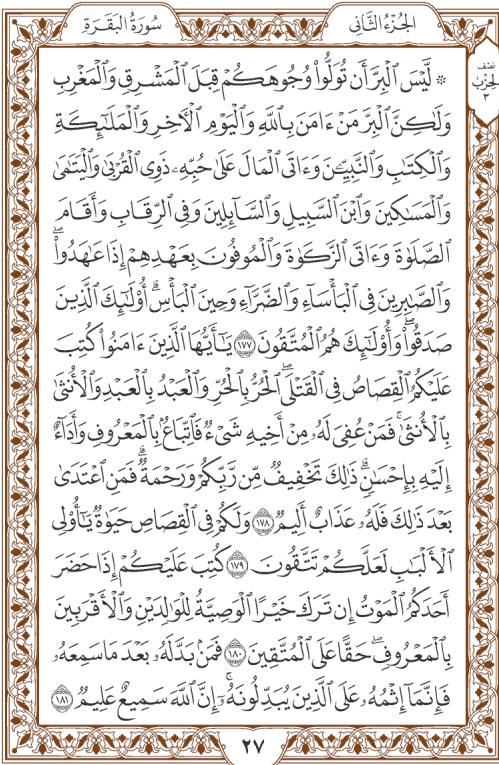 الجُزْءُ الثَّانِي
سُورَةُ البَقَرَةِ
نصف
الحزب
٣
۞ لَّيْسَ ٱلْبِرَّ أَن تُوَلُّوا۟ وُجُوهَكُمْ قِبَلَ ٱلْمَشْرِقِ وَٱلْمَغْرِبِ
وَلَٰكِنَّ ٱلْبِرَّ مَنْ ءَامَنَ بِٱللَّهِ وَٱلْيَوْمِ ٱلْءَاخِرِ وَٱلْمَلَٰٓئِكَةِ
وَٱلْكِتَٰبِ وَٱلنَّبِيِّـۧنَ وَءَاتَى ٱلْمَالَ عَلَىٰ حُبِّهِۦ ذَوِى ٱلْقُرْبَىٰ وَٱلْيَتَٰمَىٰ
وَٱلْمَسَٰكِينَ وَٱبْنَ ٱلسَّبِيلِ وَٱلسَّآئِلِينَ وَفِى ٱلرِّقَابِ وَأَقَامَ
ٱلصَّلَوٰةَ وَءَاتَى ٱلزَّكَوٰةَ وَٱلْمُوفُونَ بِعَهْدِهِمْ إِذَا عَٰهَدُوا۟ۖ
وَٱلصَّٰبِرِينَ فِى ٱلْبَأْسَآءِ وَٱلضَّرَّآءِ وَحِينَ ٱلْبَأْسِۗ أُو۟لَٰٓئِكَ ٱلَّذِينَ
صَدَقُوا۟ۖ وَأُو۟لَٰٓئِكَ هُمُ ٱلْمُتَّقُونَ ١٧٧ يَٰٓأَيُّهَا ٱلَّذِينَ ءَامَنُوا۟ كُتِبَ
عَلَيْكُمُ ٱلْقِصَاصُ فِى ٱلْقَتْلَىۖ ٱلْحُرُّ بِٱلْحُرِّ وَٱلْعَبْدُ بِٱلْعَبْدِ وَٱلْأُنثَىٰ
بِٱلْأُنثَىٰۚ فَمَنْ عُفِىَ لَهُۥ مِنْ أَخِيهِ شَىْءٌ فَٱتِّبَاعٌۢ بِٱلْمَعْرُوفِ وَأَدَآءٌ
إِلَيْهِ بِإِحْسَٰنٍۗ ذَٰلِكَ تَخْفِيفٌ مِّن رَّبِّكُمْ وَرَحْمَةٌۗ فَمَنِ ٱعْتَدَىٰ
بَعْدَ ذَٰلِكَ فَلَهُۥ عَذَابٌ أَلِيمٌ ١٧٨ وَلَكُمْ فِى ٱلْقِصَاصِ حَيَوٰةٌ يَٰٓأُو۟لِى
ٱلْأَلْبَٰبِ لَعَلَّكُمْ تَتَّقُونَ ١٧٩ كُتِبَ عَلَيْكُمْ إِذَا حَضَرَ
أَحَدَكُمُ ٱلْمَوْتُ إِن تَرَكَ خَيْرًا ٱلْوَصِيَّةُ لِلْوَٰلِدَيْنِ وَٱلْأَقْرَبِينَ
بِٱلْمَعْرُوفِۖ حَقًّا عَلَى ٱلْمُتَّقِينَ ١٨٠ فَمَنۢ بَدَّلَهُۥ بَعْدَ مَا سَمِعَهُۥ
فَإِنَّمَآ إِثْمُهُۥ عَلَى ٱلَّذِينَ يُبَدِّلُونَهُۥٓۚ إِنَّ ٱللَّهَ سَمِيعٌ عَلِيمٌ ١٨١
٢٧